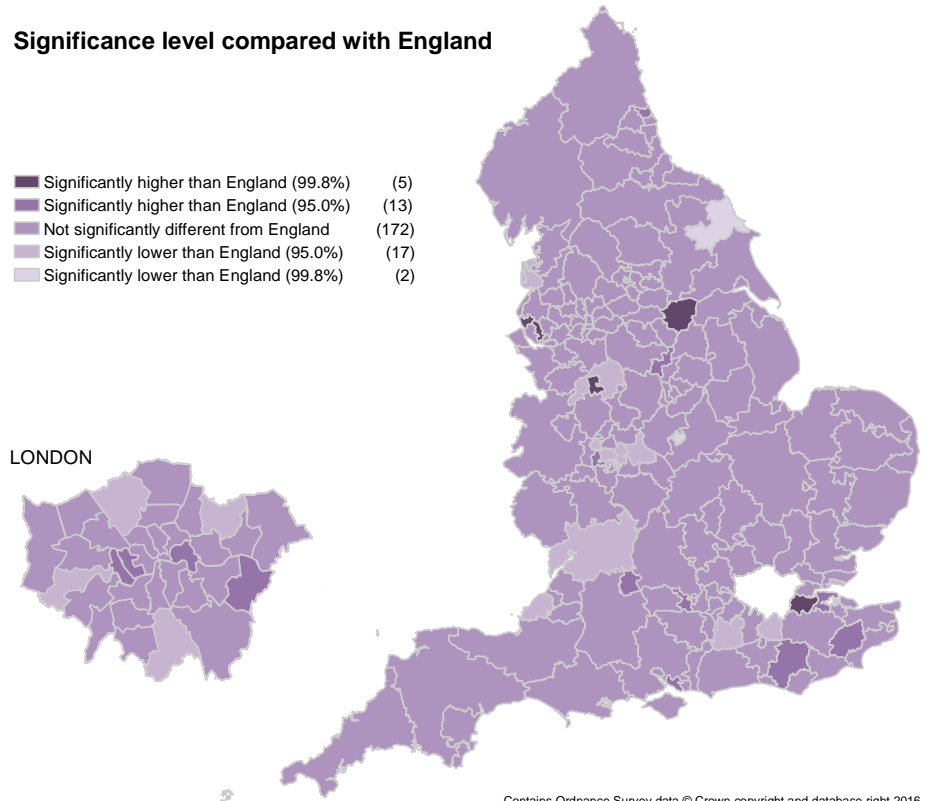 Significance level compared with England
Significantly higher than England (99.8%) (5)
Significantly higher than England (95.0%) (13)
Not significantly different from England (172)
Significantly lower than England (95.0%) (17)
Significantly lower than England (99.8%) (2)
LONDON
Contains Ordnance Survey data © Crown copyright and database right 2016